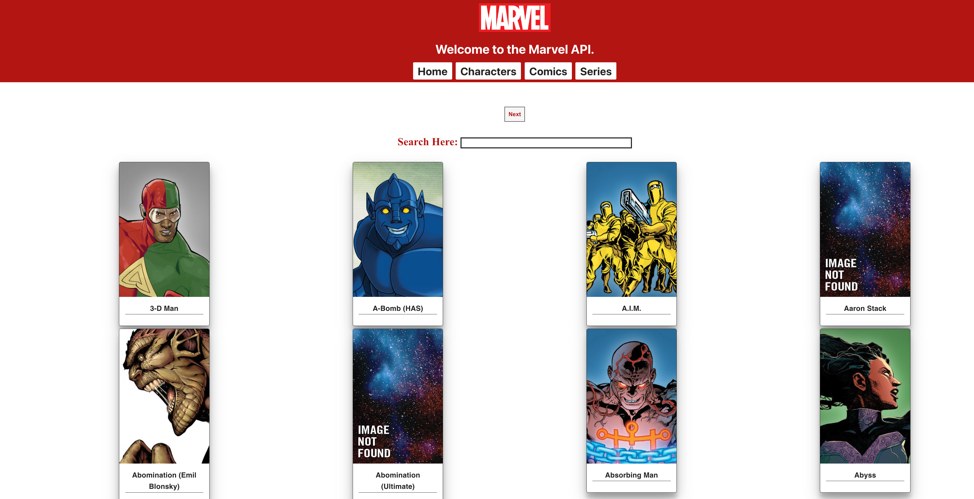 MARVEL
Welcome to the Marvel API.
Home Characters Comics Series
Next
Search Here:
IMAGE
NOT
FOUND
3-D Man
A-Bomb (HAS)
A.I.M.
Aaron Stack
IMAGE
NOT
FOUND
Abomination (Emil
Blonsky)
Abomination
(Ultimate)
Absorbing Man
Abyss